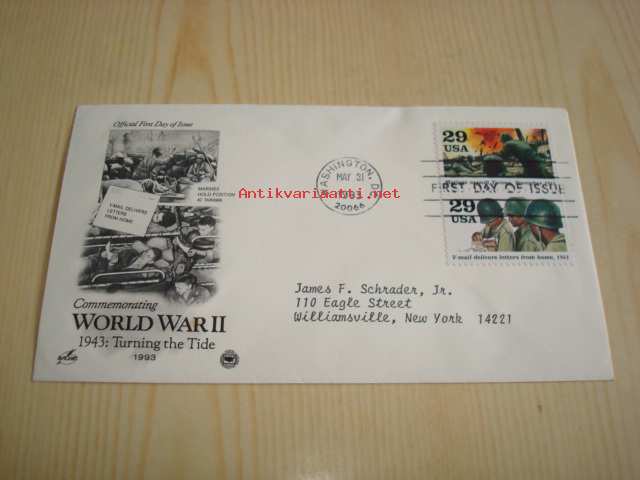 Official First Day of Issue
MARINES
HOLD POSITION
AT TARAWA
V-MAIL DELIVERS
LETTERS
FROM HOME
Commemorating
WORLD WAR II
1943: Turning the Tide
1993
WASHINGTON, DC
MAY 31
1993
20066
Antikvariaatti.net
29
USA
FIRST DAY OF ISSUE
29
USA
V-mail delivers letters from home, 1943
James F. Schrader, Jr.
110 Eagle Street
Williamsville, New York 14221